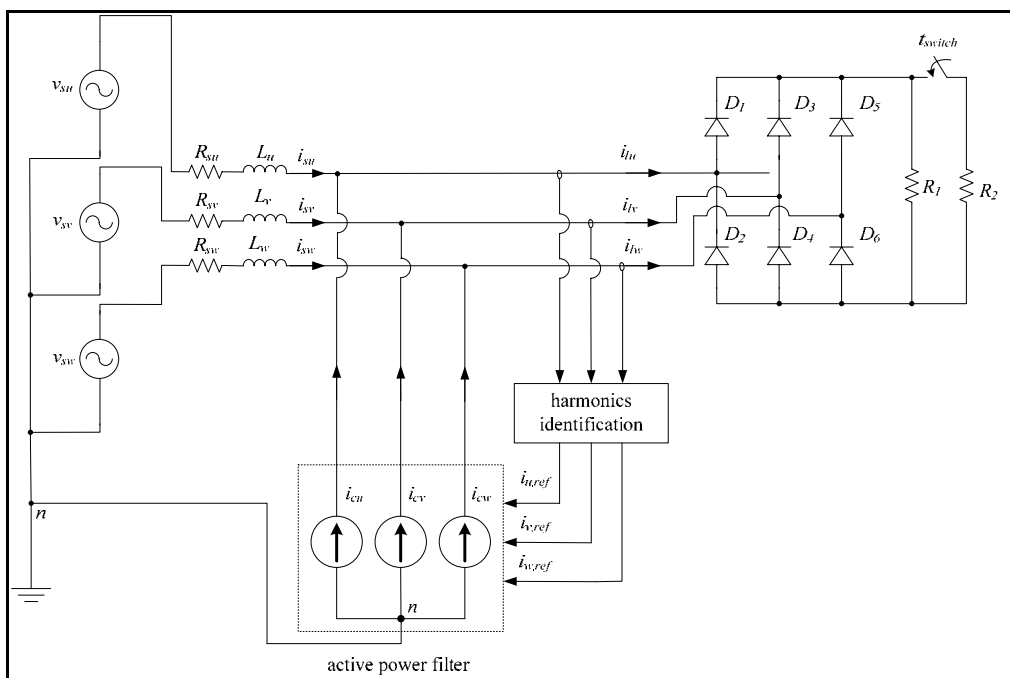 t_switch
v_su
D_1
D_3
D_5
R_su
L_u
i_su
i_lu
R_1
R_2
v_sv
R_sv
L_v
i_sv
i_lv
R_sw
L_w
i_sw
i_lw
D_2
D_4
D_6
v_sw
harmonics
identification
i_u,ref
i_cu
i_cv
i_cw
n
i_v,ref
i_w,ref
n
active power filter